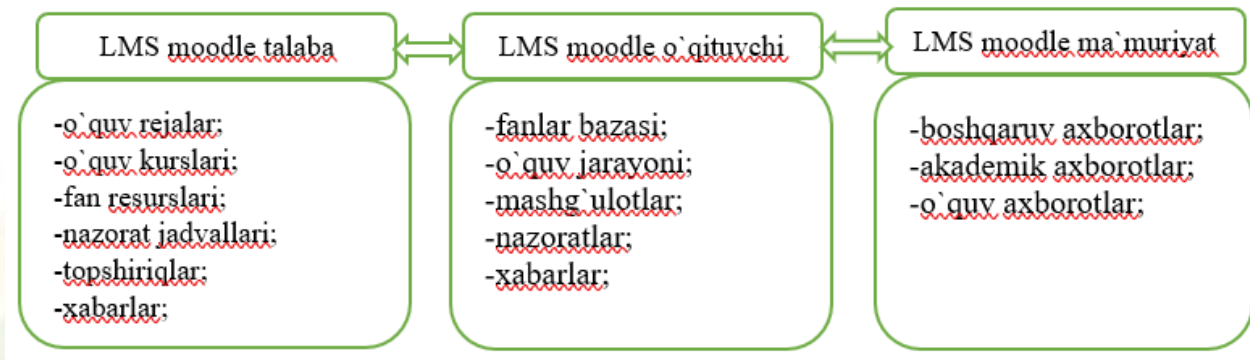 LMS moodle talaba
-o`quv rejalar;
-o`quv kurslari;
-fan resurslari;
-nazorat jadvallari;
-topshiriqlar;
-xabarlar;
LMS moodle o`qituvchi
-fanlar bazasi;
-o`quv jarayoni;
-mashg`ulotlar;
-nazoratlar;
-xabarlar;
LMS moodle ma`muriyat
-boshqaruv axborotlar;
-akademik axborotlar;
-o`quv axborotlar;